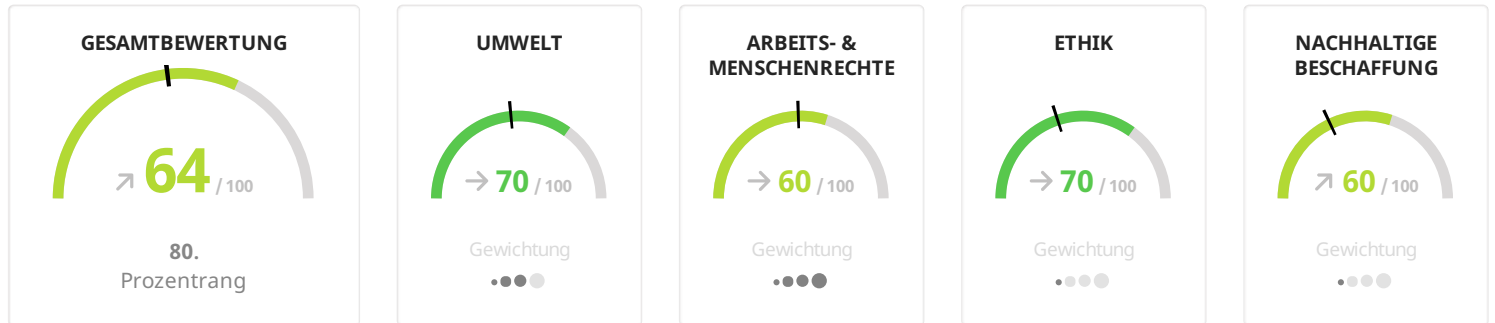 GESAMTBEWERTUNG
64 / 100
80.
Prozentrang
UMWELT
70 / 100
Gewichtung
ARBEITS- &
MENSCHENRECHTE
60 / 100
Gewichtung
ETHIK
70 / 100
Gewichtung
NACHHALTIGE
BESCHAFFUNG
60 / 100
Gewichtung